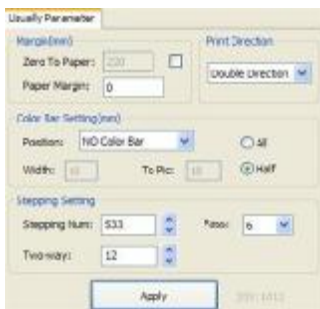 Usually Parameter
Margin(mm)
Zero To Paper: 220
Paper Margin: 0
Print Direction
Double Direction
Color Bar Setting(mm)
Position: NO Color Bar
All
Width: To Pic:
Half
Stepping Setting
Stepping Num: 533 Pass: 6
Two-way: 12
Apply